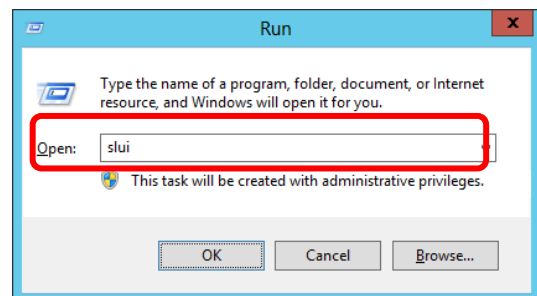 Run
x
Type the name of a program, folder, document, or Internet
resource, and Windows will open it for you.
Open: slui
This task will be created with administrative privileges.
OK Cancel Browse...